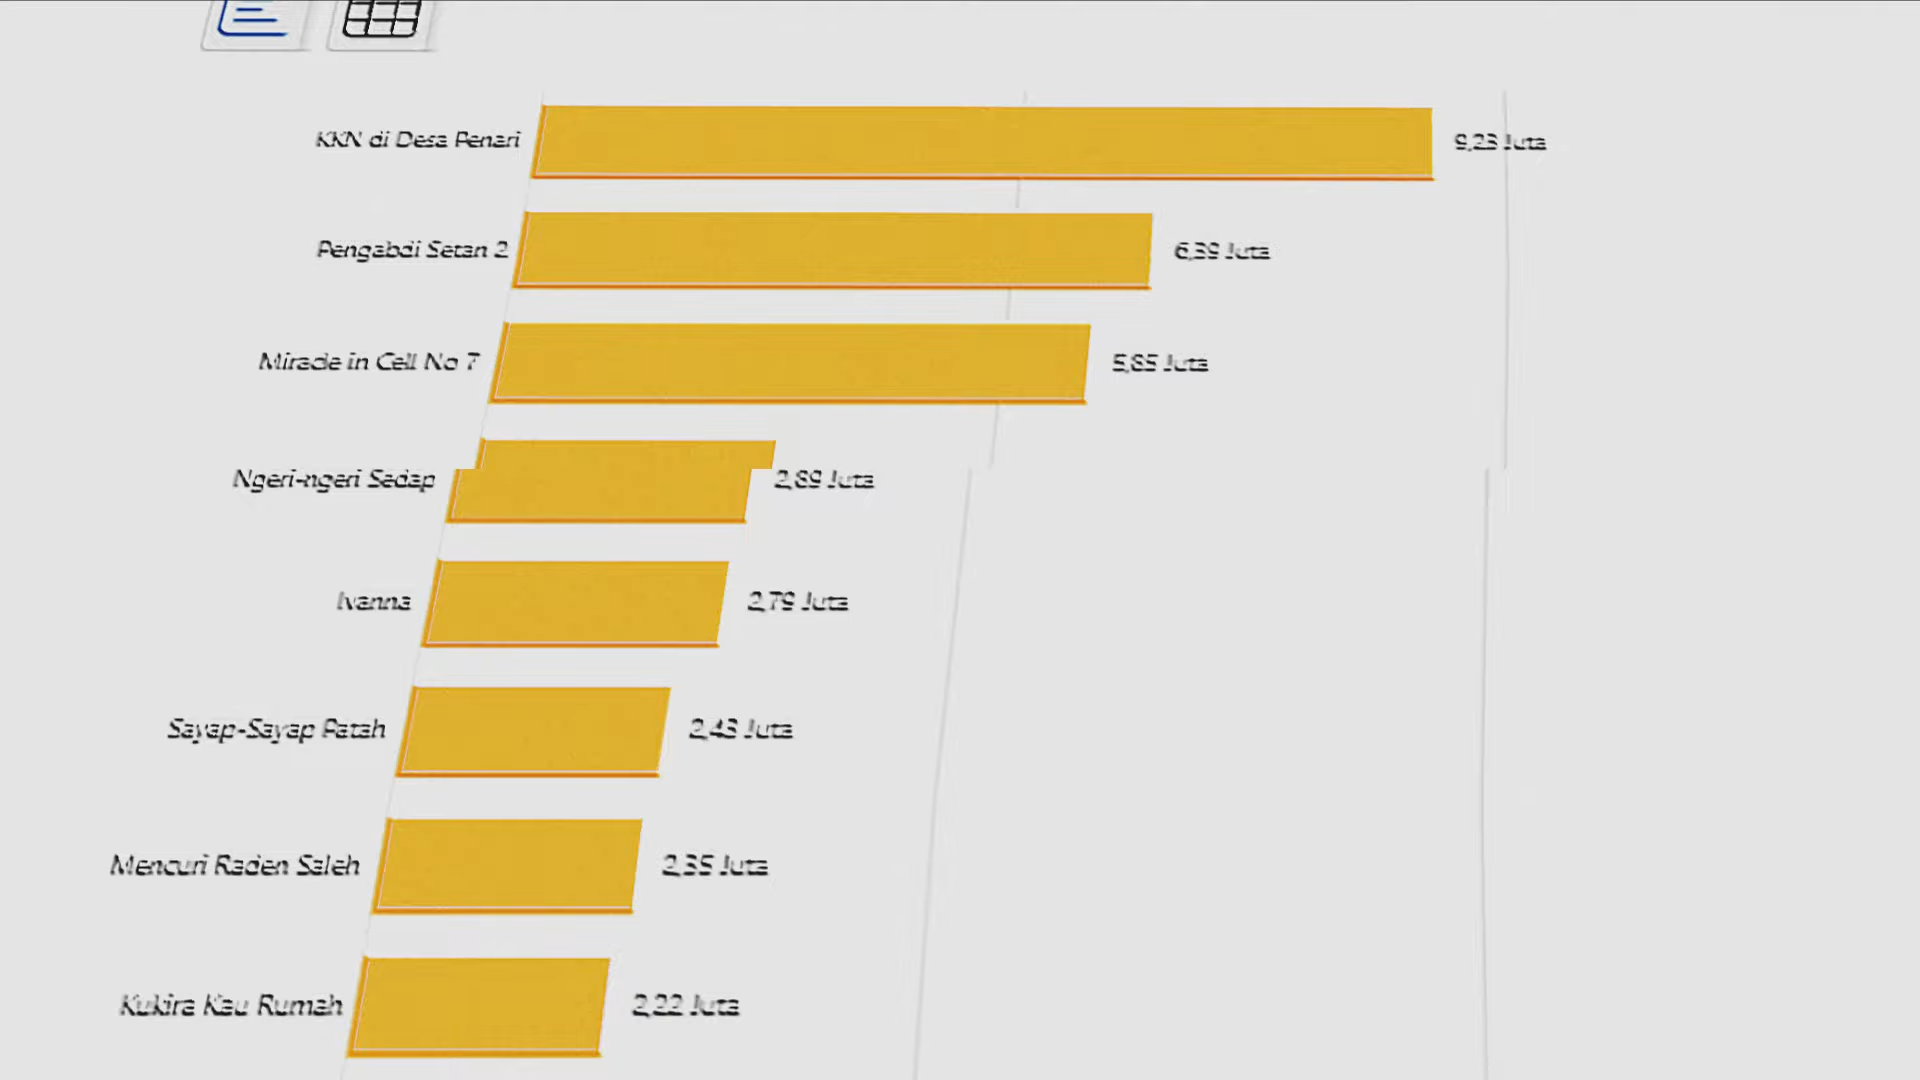 KKN di Desa Penari 9,23 Juta
Pengabdi Setan 2 6,39 Juta
Miracle in Cell No 7 5,85 Juta
Ngeri-ngeri Sedap 2,89 Juta
Ivanna 2,79 Juta
Sayap-Sayap Patah 2,43 Juta
Mencuri Raden Saleh 2,35 Juta
Kukira Kau Rumah 2,22 Juta